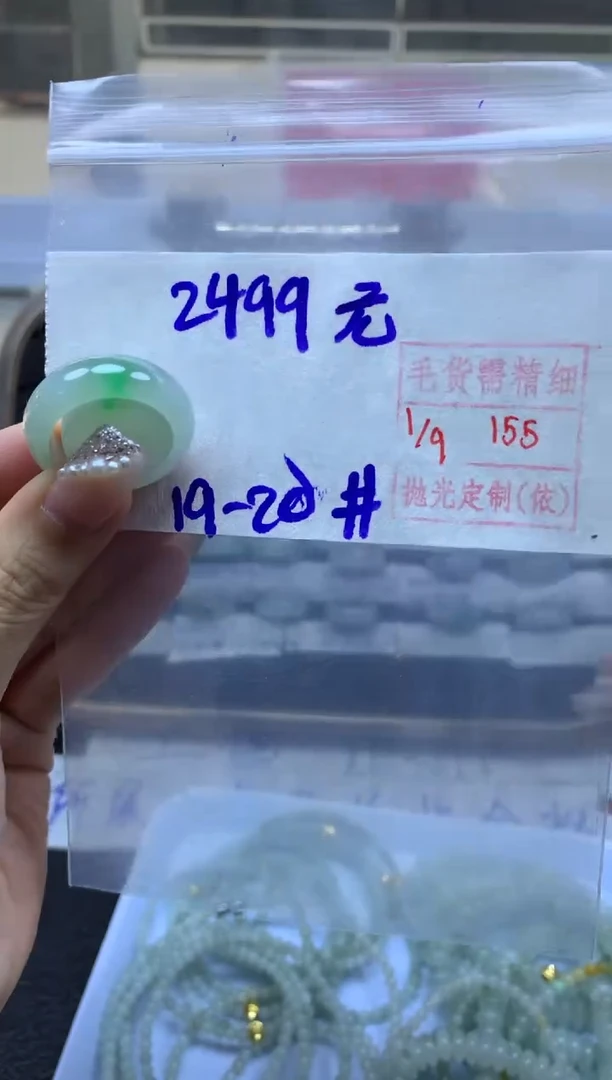 2499元
毛货需精细
1/9 155
抛光定制(依)
19-20#